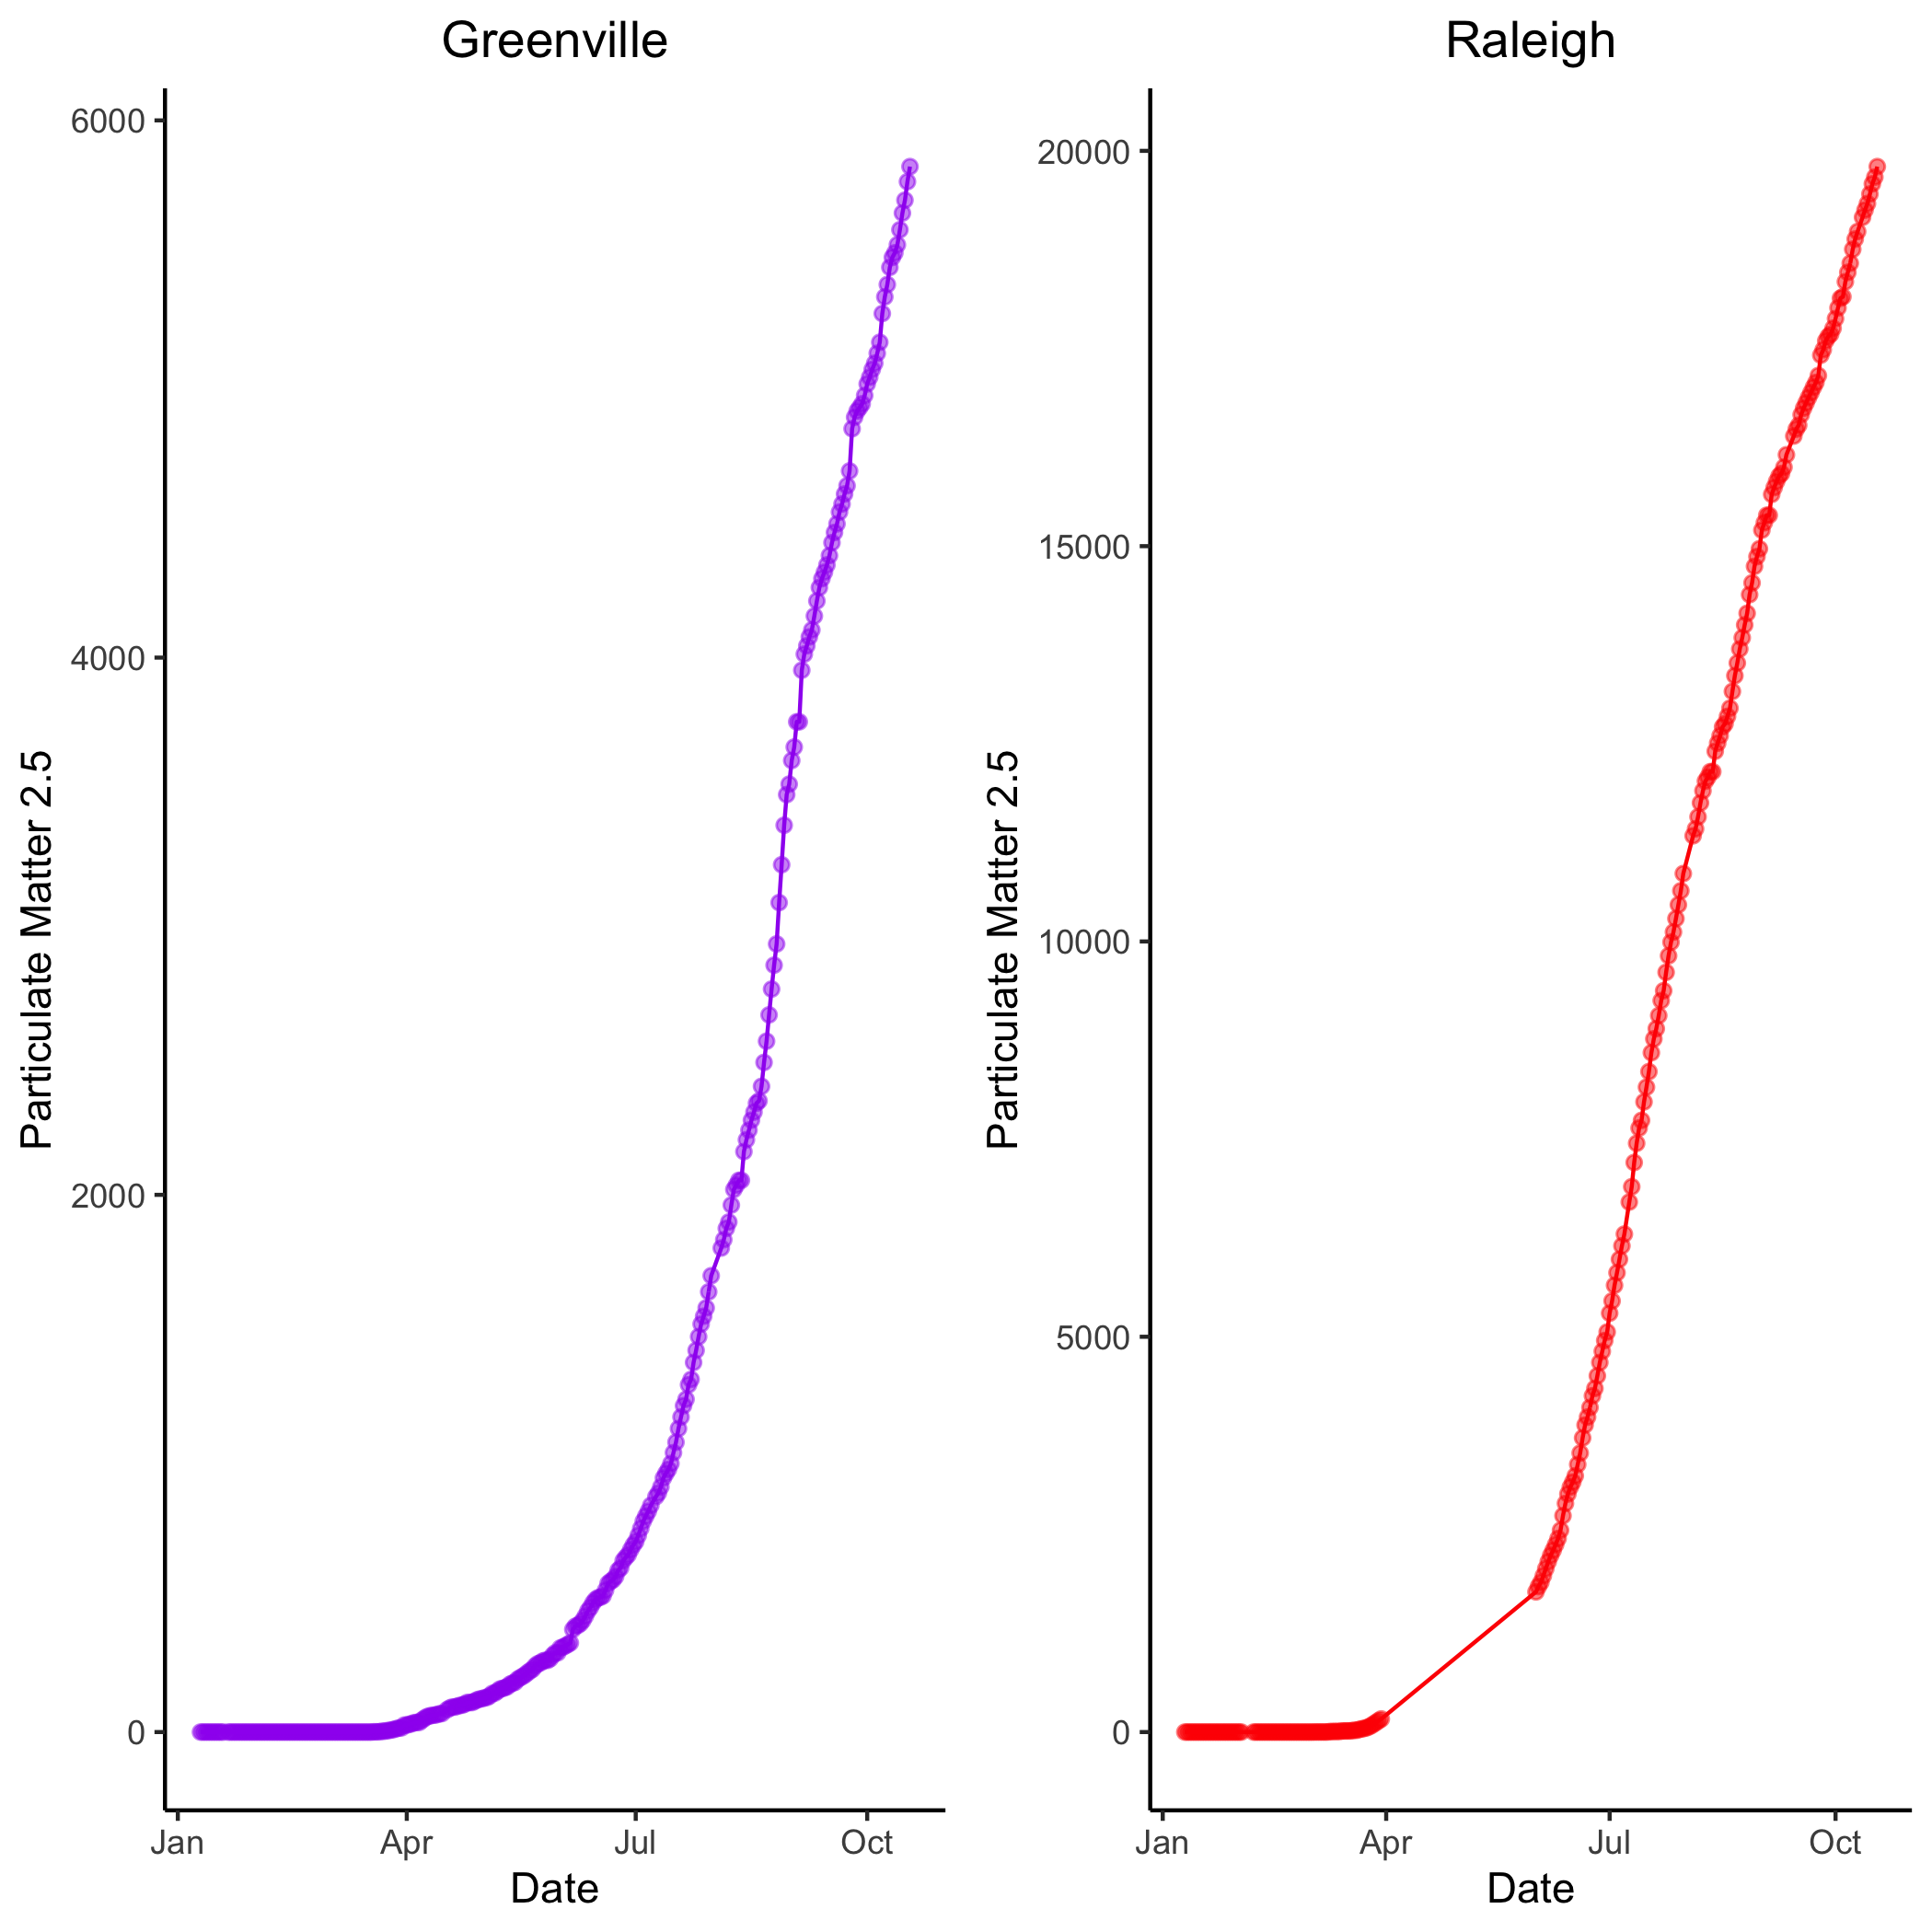 Greenville
6000
4000
2000
0
Particulate Matter 2.5
Jan
Apr
Jul
Oct
Date
Raleigh
20000
15000
10000
5000
0
Particulate Matter 2.5
Jan
Apr
Jul
Oct
Date